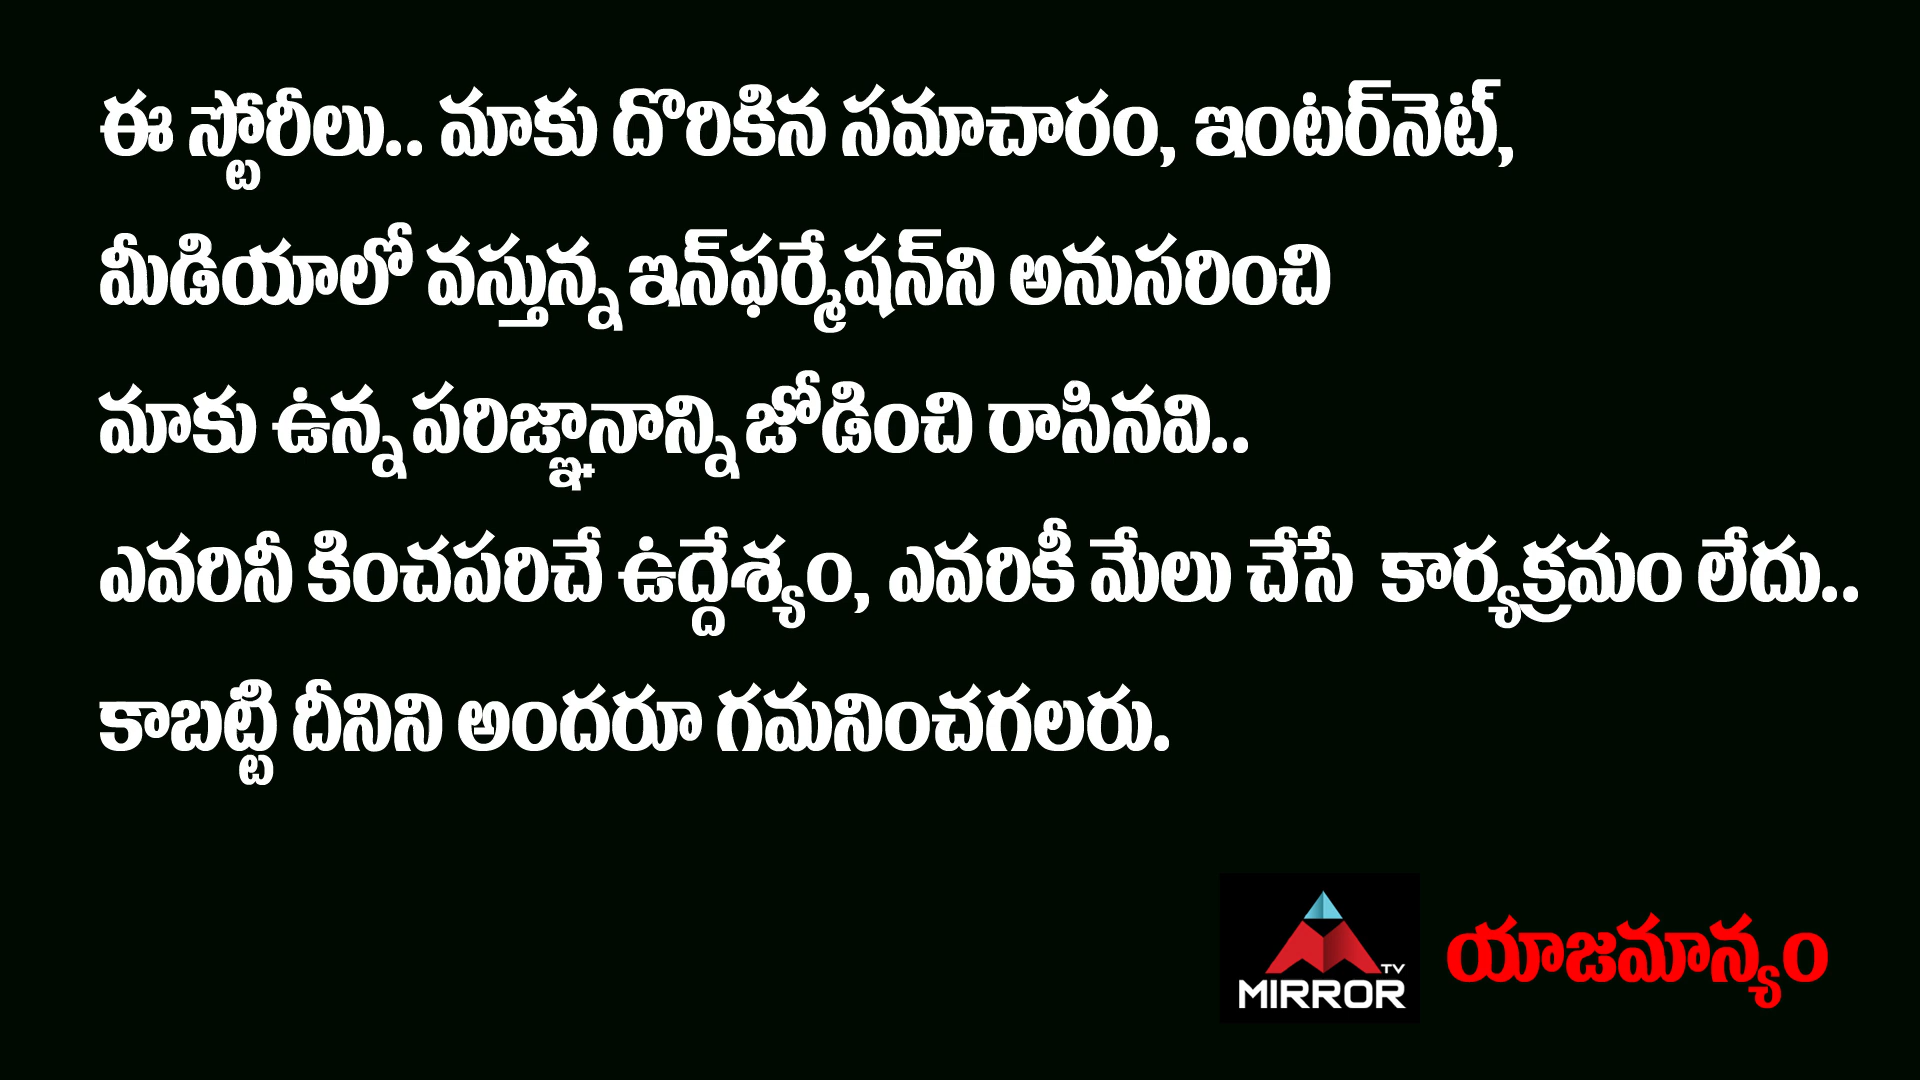 ఈ స్టోరీలు.. మాకు దొరికిన సమాచారం, ఇంటర్‌నెట్,
మీడియాలో వస్తున్న ఇన్‌ఫర్మేషన్‌ని అనుసరించి
మాకు ఉన్న పరిజ్ఞానాన్ని జోడించి రాసినవి..
ఎవరినీ కించపరిచే ఉద్దేశ్యం, ఎవరికీ మేలు చేసే కార్యక్రమం లేదు..
కాబట్టి దీనిని అందరూ గమనించగలరు.
TV
MIRROR
యాజమాన్యం